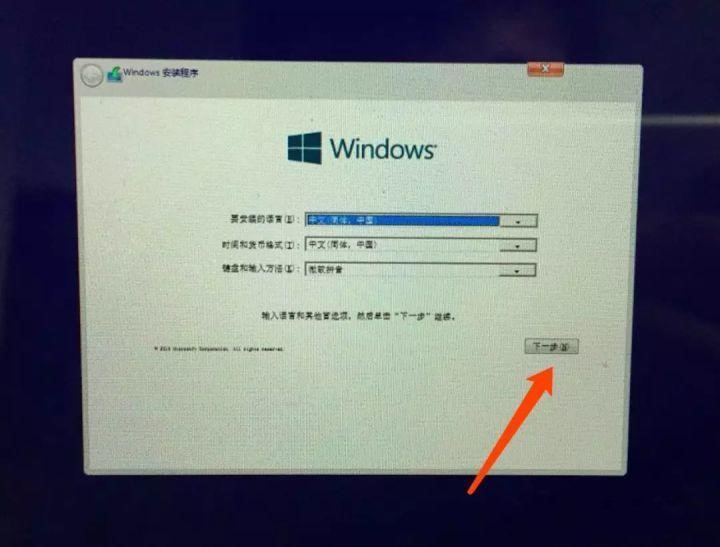 Windows 安装程序
Windows
要安装的语言(E): 中文(简体, 中国)
时间和货币格式(T): 中文(简体, 中国)
键盘和输入方法(K): 微软拼音
输入语言和其他首选项, 然后单击“下一步”继续。
Microsoft Corporation. All rights reserved.
下一步(N)